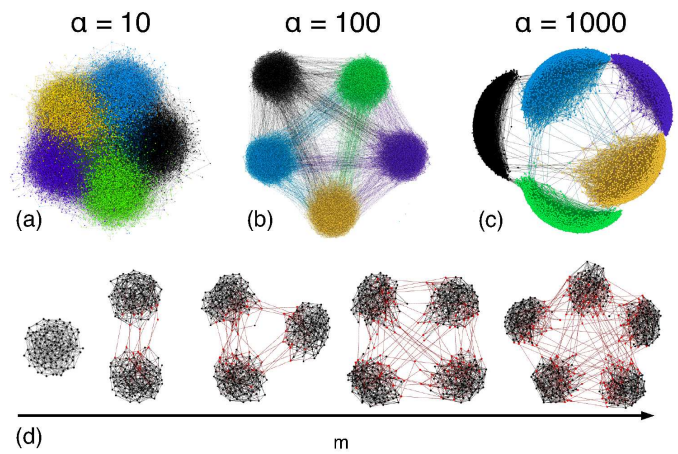 α = 10 α = 100 α = 1000
(a) (b) (c)
(d) m